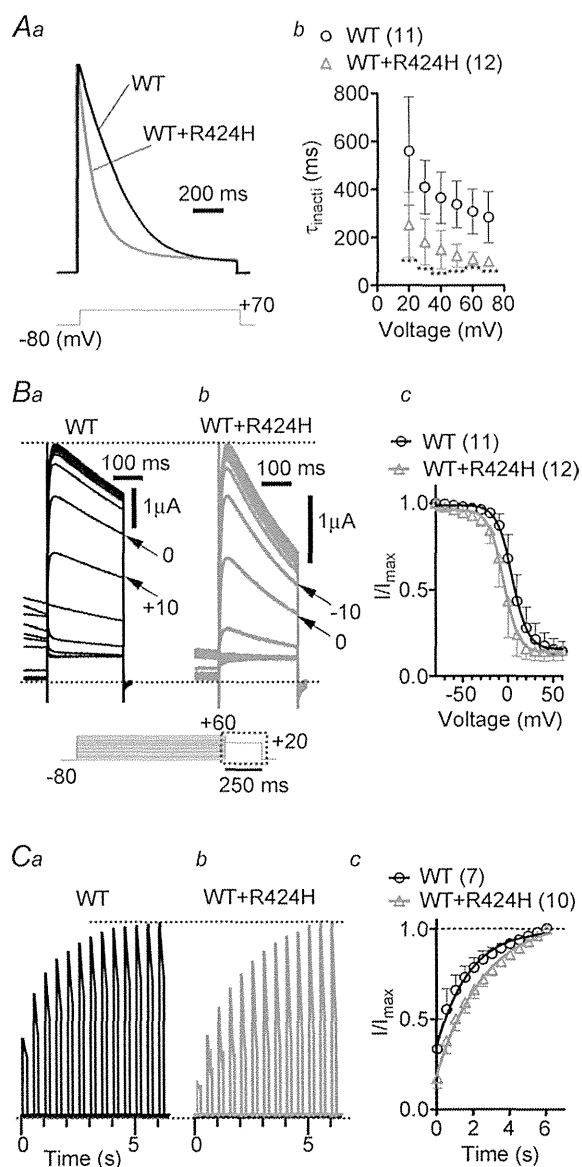 Aa
WT
WT+R424H
200 ms
+70
-80 (mV)
b
WT (11)
WT+R424H (12)
800
600
400
200
0
τinacti (ms)
0 20 40 60 80
Voltage (mV)
Ba
WT
100 ms
1μA
0
+10
b
WT+R424H
100 ms
1μA
-10
0
+60
+20
-80
250 ms
c
WT (11)
WT+R424H (12)
1.0
0.5
0.0
I/Imax
-50 0 50
Voltage (mV)
Ca
WT
0 5
Time (s)
b
WT+R424H
0 5
c
WT (7)
WT+R424H (10)
1.0
0.5
0.0
I/Imax
0 2 4 6
Time (s)